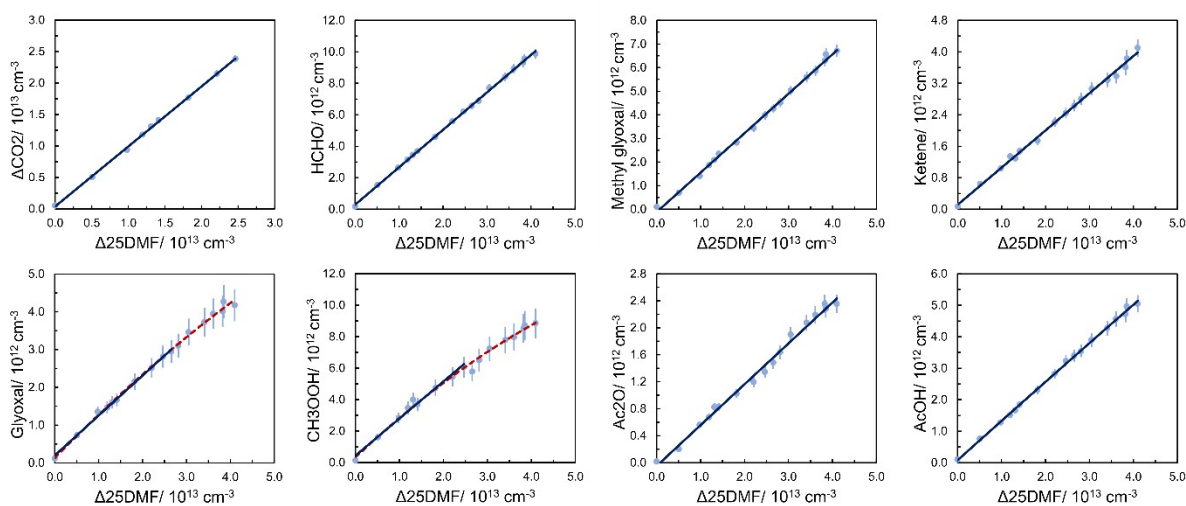 ΔCO2/ 10¹³ cm⁻³
3.0
2.5
2.0
1.5
1.0
0.5
0.0
0.0 0.5 1.0 1.5 2.0 2.5 3.0
Δ25DMF/ 10¹³ cm⁻³
HCHO/ 10¹² cm⁻³
12.0
10.0
8.0
6.0
4.0
2.0
0.0
0.0 1.0 2.0 3.0 4.0 5.0
Δ25DMF/ 10¹³ cm⁻³
Methyl glyoxal/ 10¹² cm⁻³
8.0
7.0
6.0
5.0
4.0
3.0
2.0
1.0
0.0
0.0 1.0 2.0 3.0 4.0 5.0
Δ25DMF/ 10¹³ cm⁻³
Ketene/ 10¹² cm⁻³
4.8
4.0
3.2
2.4
1.6
0.8
0.0
0.0 1.0 2.0 3.0 4.0 5.0
Δ25DMF/ 10¹³ cm⁻³
Glyoxal/ 10¹² cm⁻³
5.0
4.0
3.0
2.0
1.0
0.0
0.0 1.0 2.0 3.0 4.0 5.0
Δ25DMF/ 10¹³ cm⁻³
CH3OOH/ 10¹² cm⁻³
12.0
10.0
8.0
6.0
4.0
2.0
0.0
0.0 1.0 2.0 3.0 4.0 5.0
Δ25DMF/ 10¹³ cm⁻³
Ac2O/ 10¹² cm⁻³
2.8
2.4
2.0
1.6
1.2
0.8
0.4
0.0
0.0 1.0 2.0 3.0 4.0 5.0
Δ25DMF/ 10¹³ cm⁻³
AcOH/ 10¹² cm⁻³
6.0
5.0
4.0
3.0
2.0
1.0
0.0
0.0 1.0 2.0 3.0 4.0 5.0
Δ25DMF/ 10¹³ cm⁻³